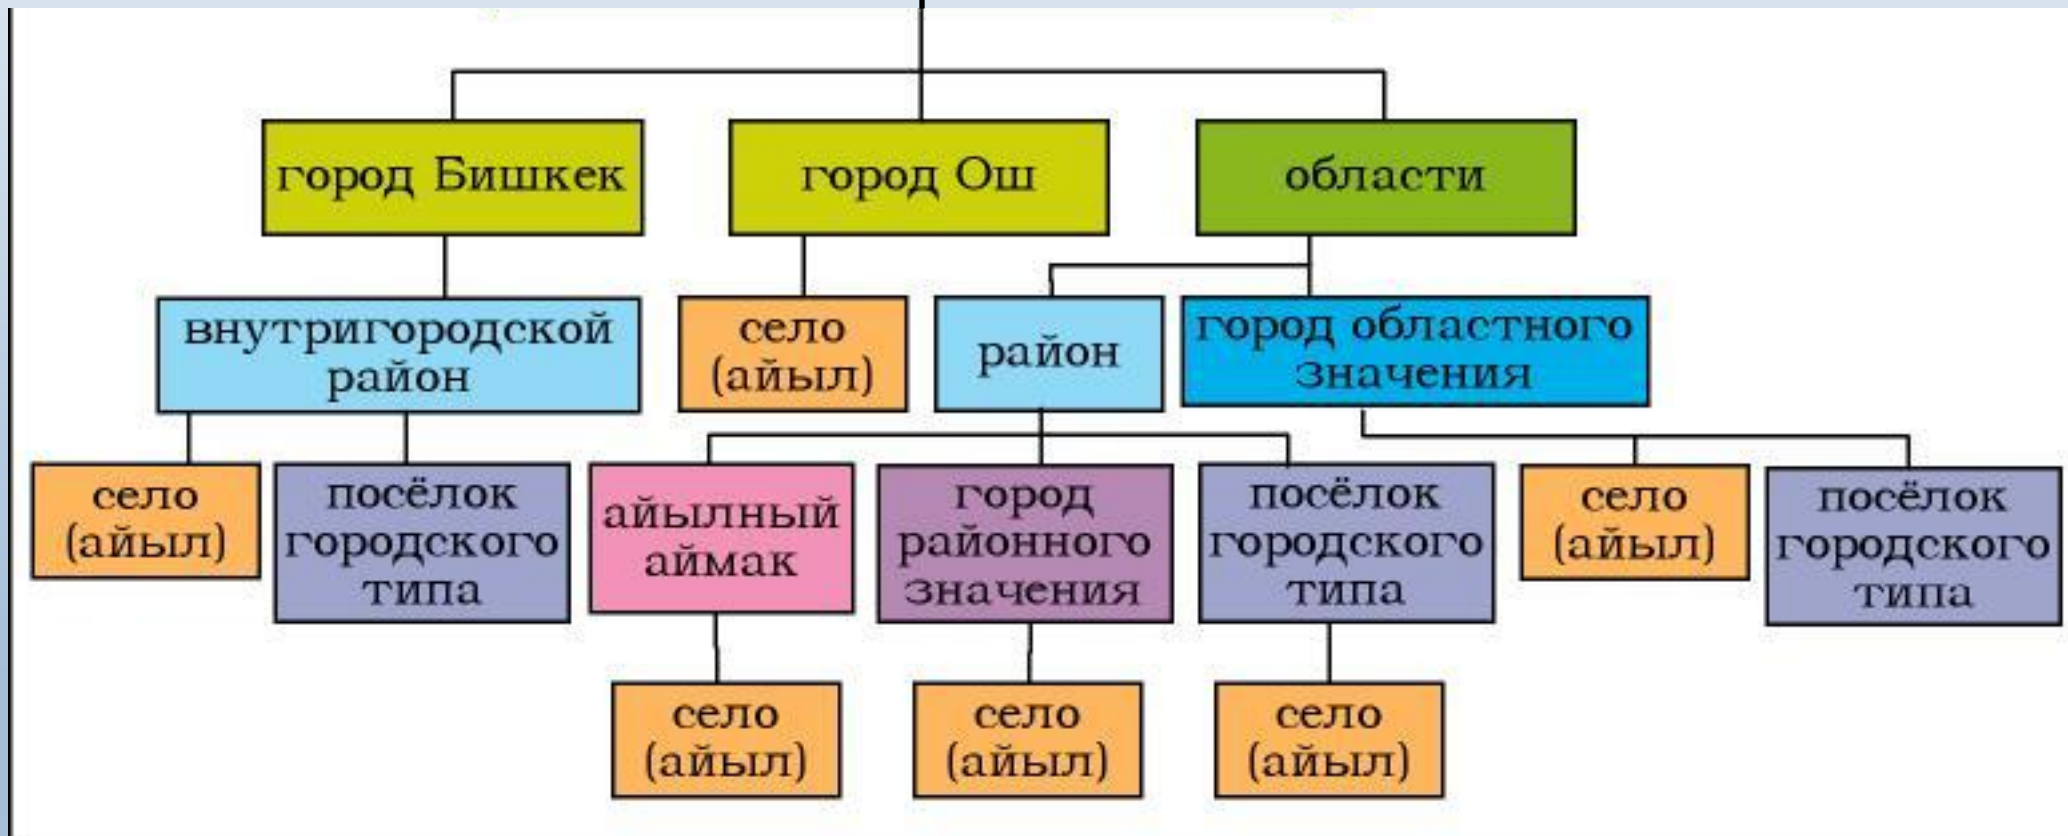 город Бишкек
город Ош
области
внутригородской
район
село
(айыл)
район
город областного
значения
село
(айыл)
посёлок
городского
типа
айылный
аймак
город
районного
значения
посёлок
городского
типа
село
(айыл)
посёлок
городского
типа
село
(айыл)
село
(айыл)
село
(айыл)